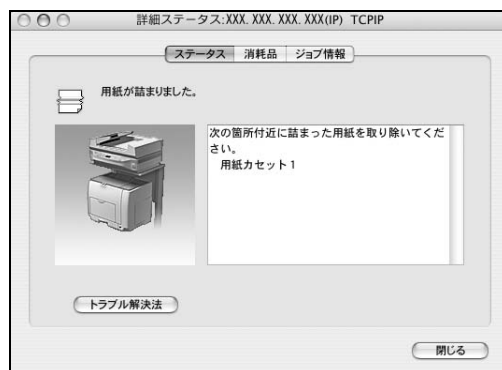 詳細ステータス:XXX. XXX. XXX. XXX(IP) TCPIP
ステータス 消耗品 ジョブ情報
用紙が詰まりました。
次の箇所付近に詰まった用紙を取り除いてくだ
さい。
用紙カセット1
トラブル解決法
閉じる